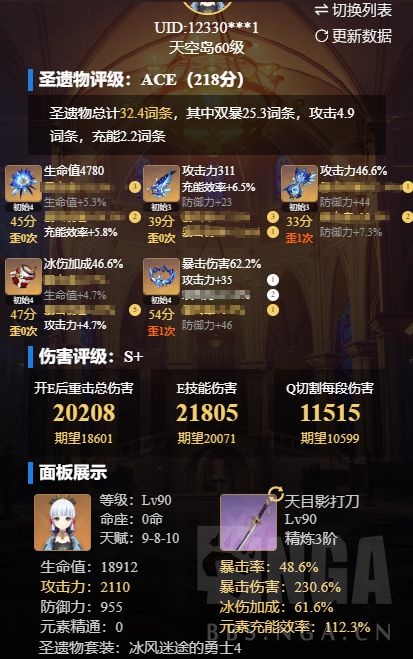 UID:12330***1
天空岛60级
⇌切换列表
更新数据
圣遗物评级：ACE（218分）
圣遗物总计32.4词条，其中双暴25.3词条，攻击4.9
词条，充能2.2词条
生命值4780
3
生命值+5.3%
2
充能效率+5.8%
初始4
45分
歪0次
攻击力311
充能效率+6.5%
防御力+23
3
1
初始3
39分
歪0次
攻击力46.6%
1
防御力+44
2
防御力+7.3%
初始3
33分
歪1次
冰伤加成46.6%
生命值+4.7%
5
攻击力+4.7%
初始4
47分
歪0次
暴击伤害62.2%
攻击力+35
1
2
1
防御力+46
初始4
54分
歪1次
伤害评级：S+
开E后重击总伤害
20208
期望18601
E技能伤害
21805
期望20071
Q切割每段伤害
11515
期望10599
面板展示
等级：Lv90
命座：0命
天赋：9-8-10
天目影打刀
Lv90
精炼3阶
生命值：18912
攻击力：2110
防御力：955
元素精通：0
圣遗物套装：冰风迷途的勇士4
暴击率：48.6%
暴击伤害：230.6%
冰伤加成：61.6%
元素充能效率：112.3%
NGA
BBS.NGA.CN